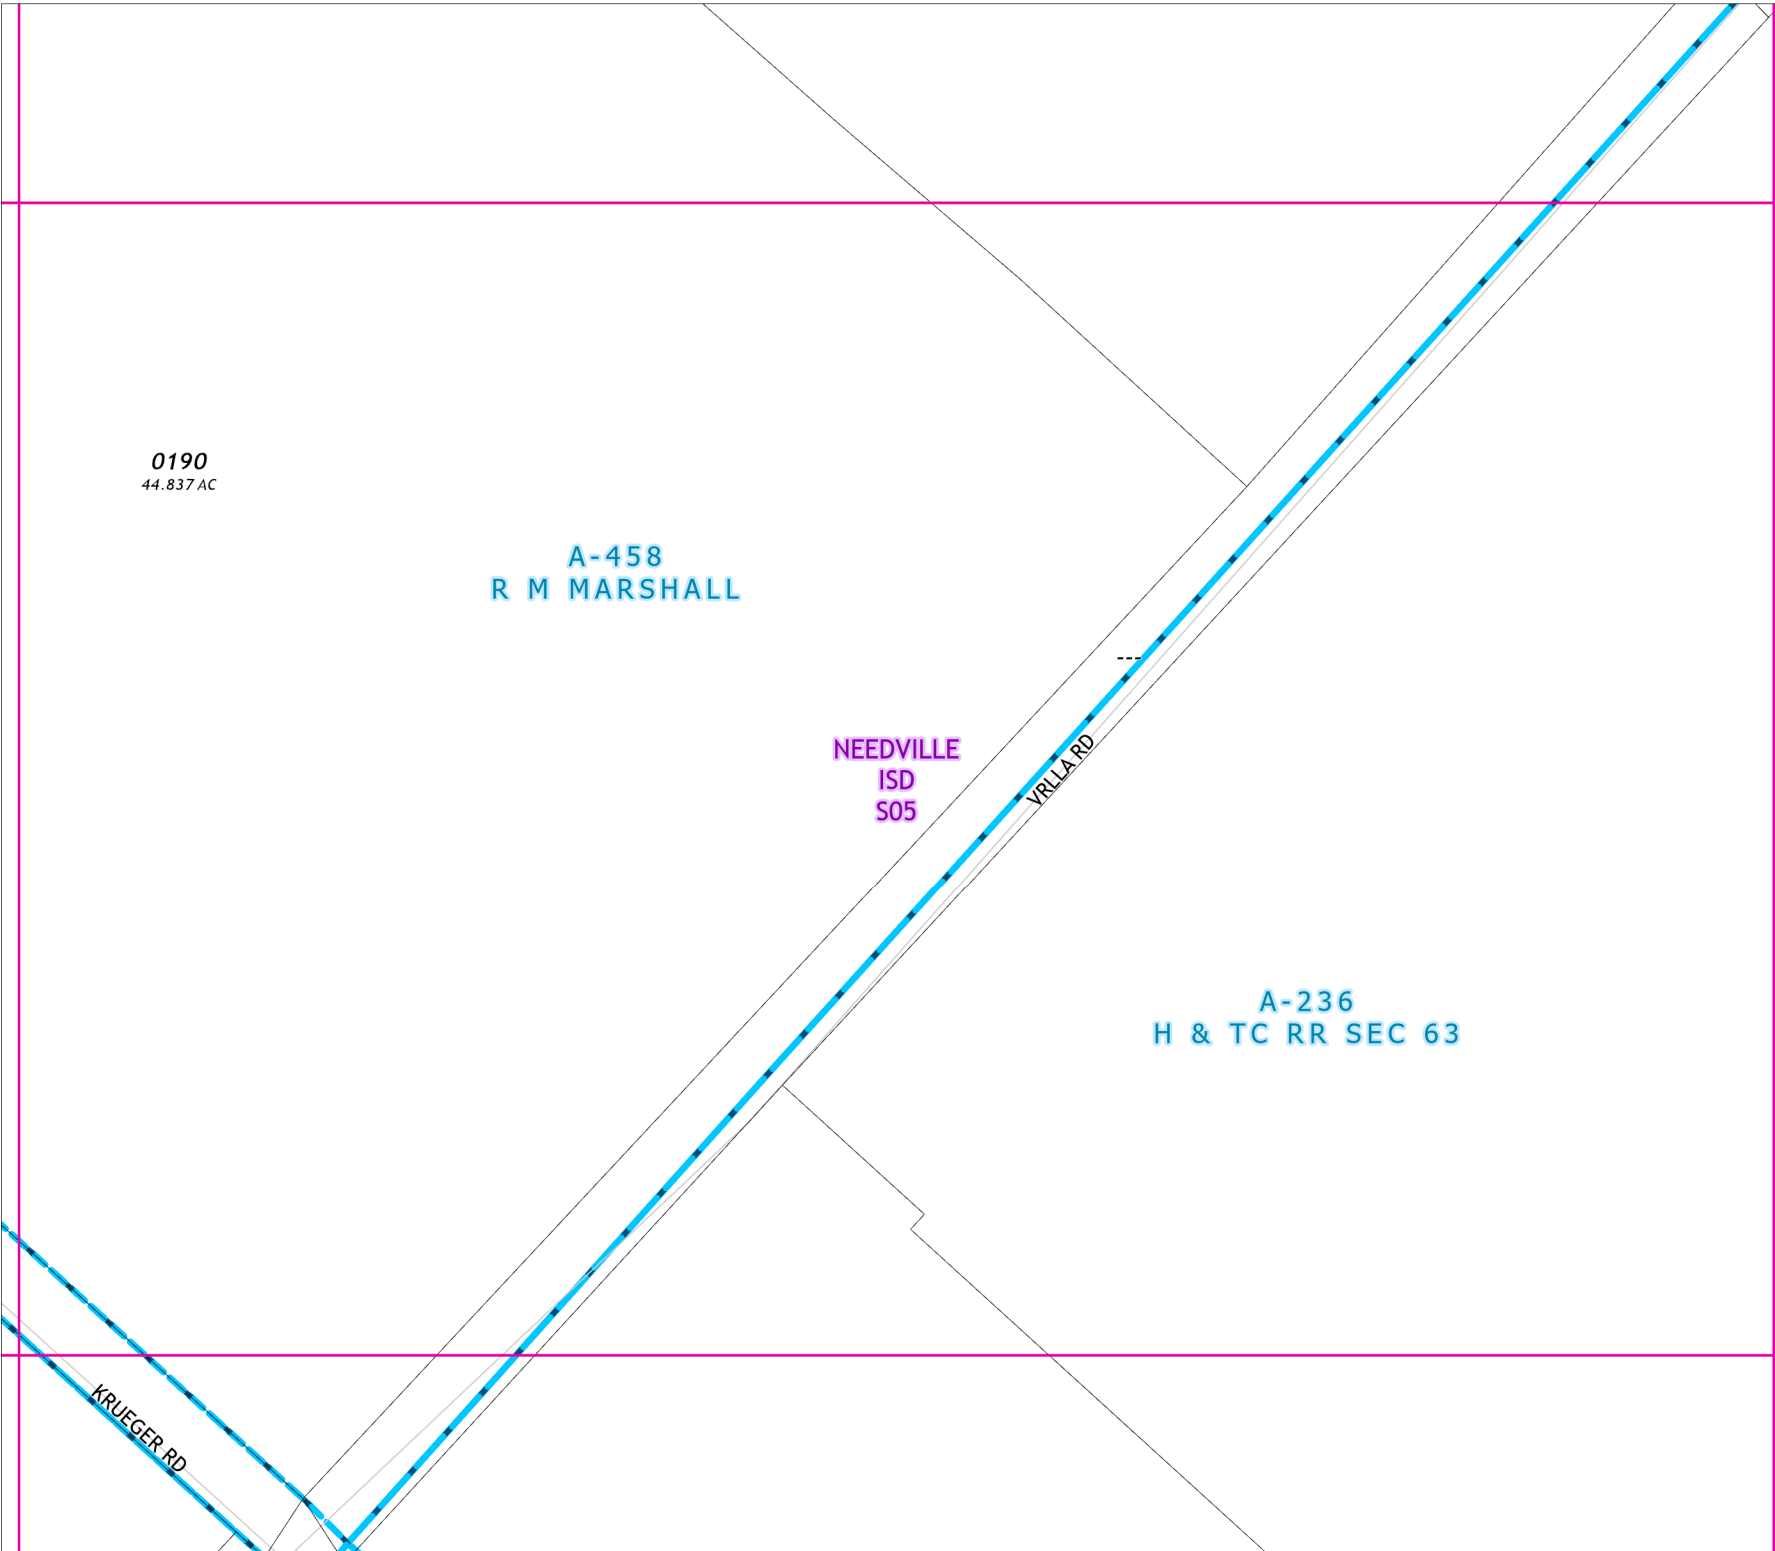 0190
44.837 AC
A-458
R M MARSHALL
---
NEEDVILLE
ISD
S05
VRLLA RD
A-236
H & TC RR SEC 63
KRUEGER RD